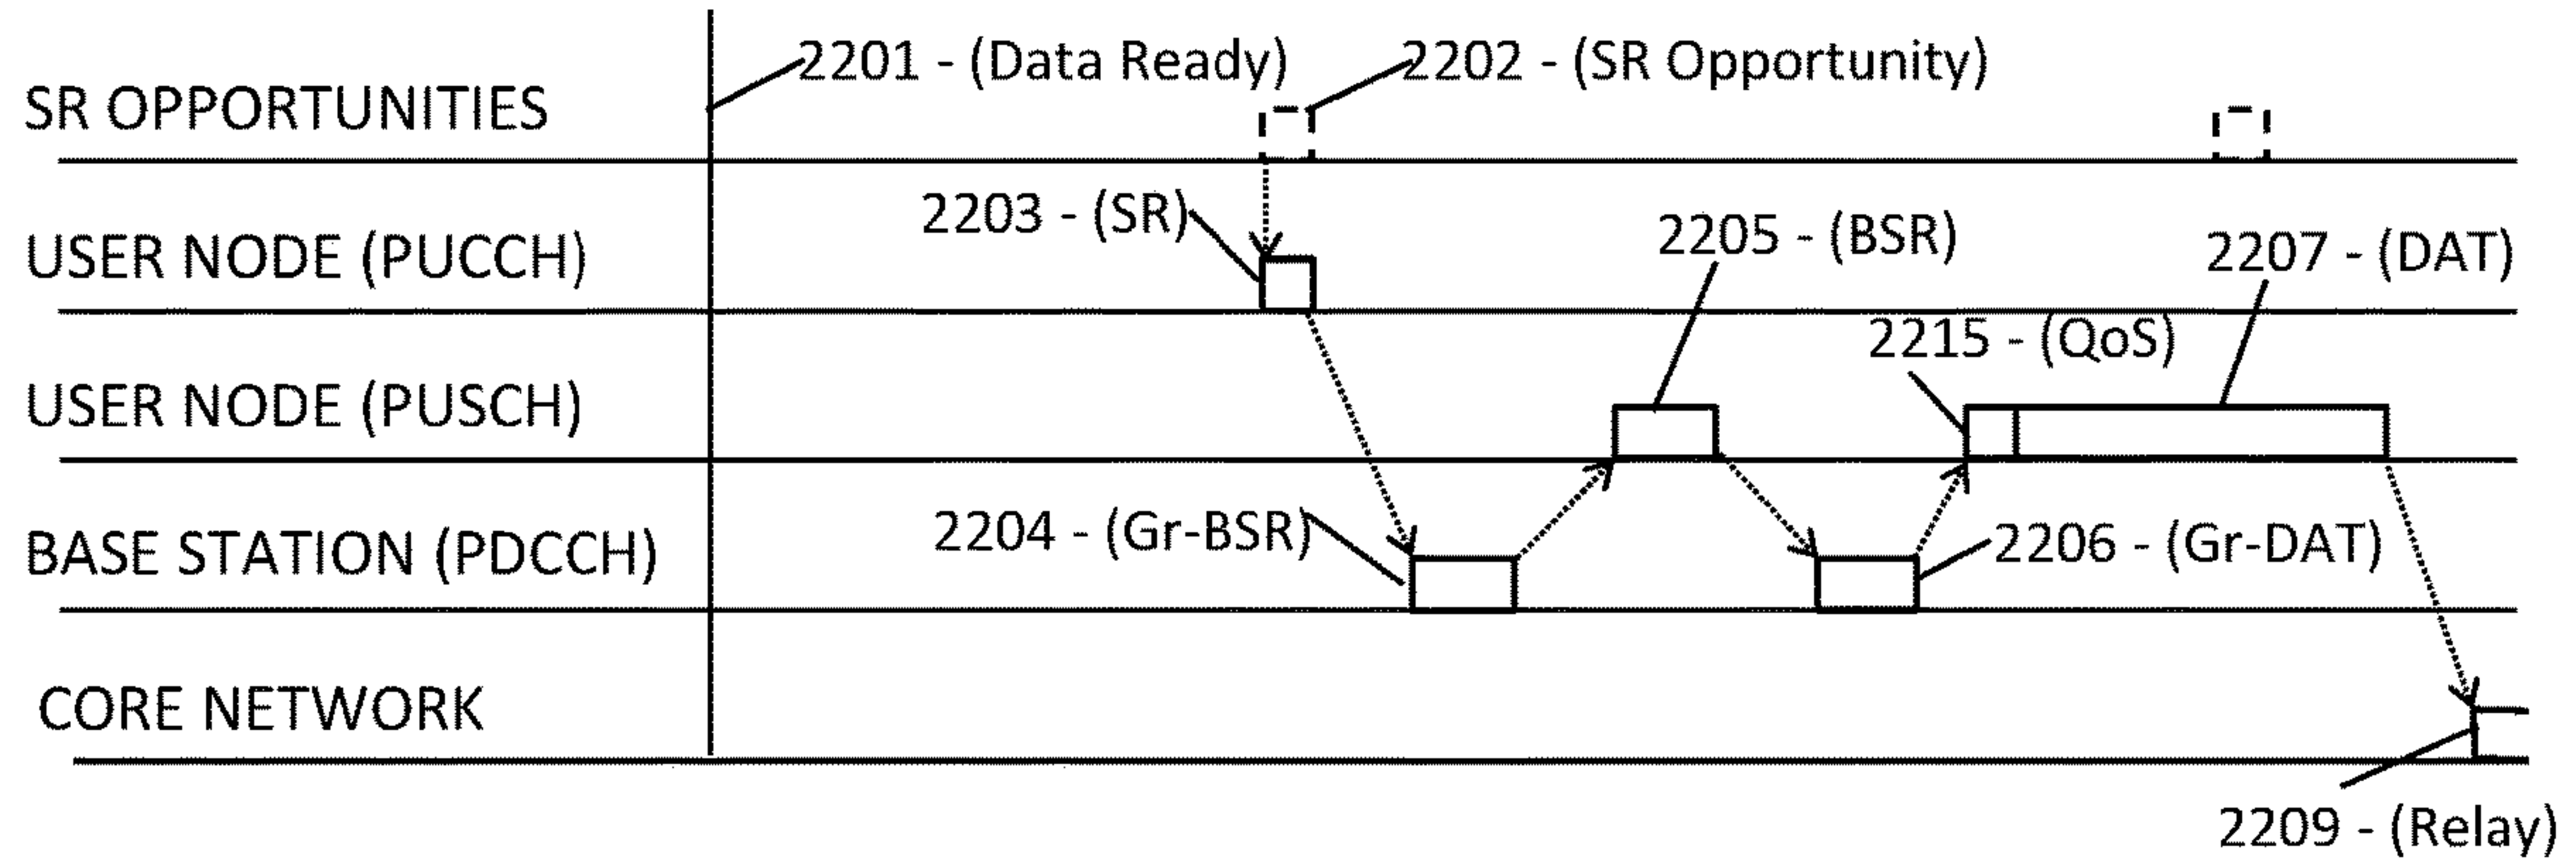 2201 - (Data Ready)
2202 - (SR Opportunity)
SR OPPORTUNITIES
2203 - (SR)
2205 - (BSR)
USER NODE (PUCCH)
2207 - (DAT)
2215 - (QoS)
USER NODE (PUSCH)
2204 - (Gr-BSR)
BASE STATION (PDCCH)
2206 - (Gr-DAT)
CORE NETWORK
2209 - (Relay)